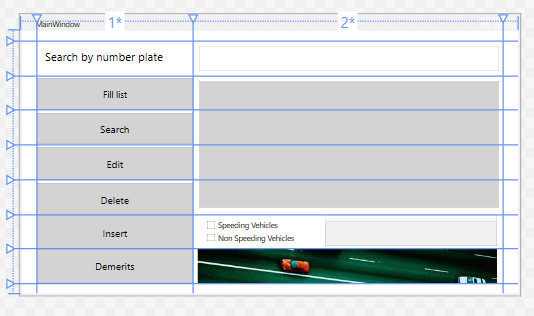 MainWindow
1*
2*
Search by number plate
Fill list
Search
Edit
Delete
Insert
Demerits
Speeding Vehicles
Non Speeding Vehicles